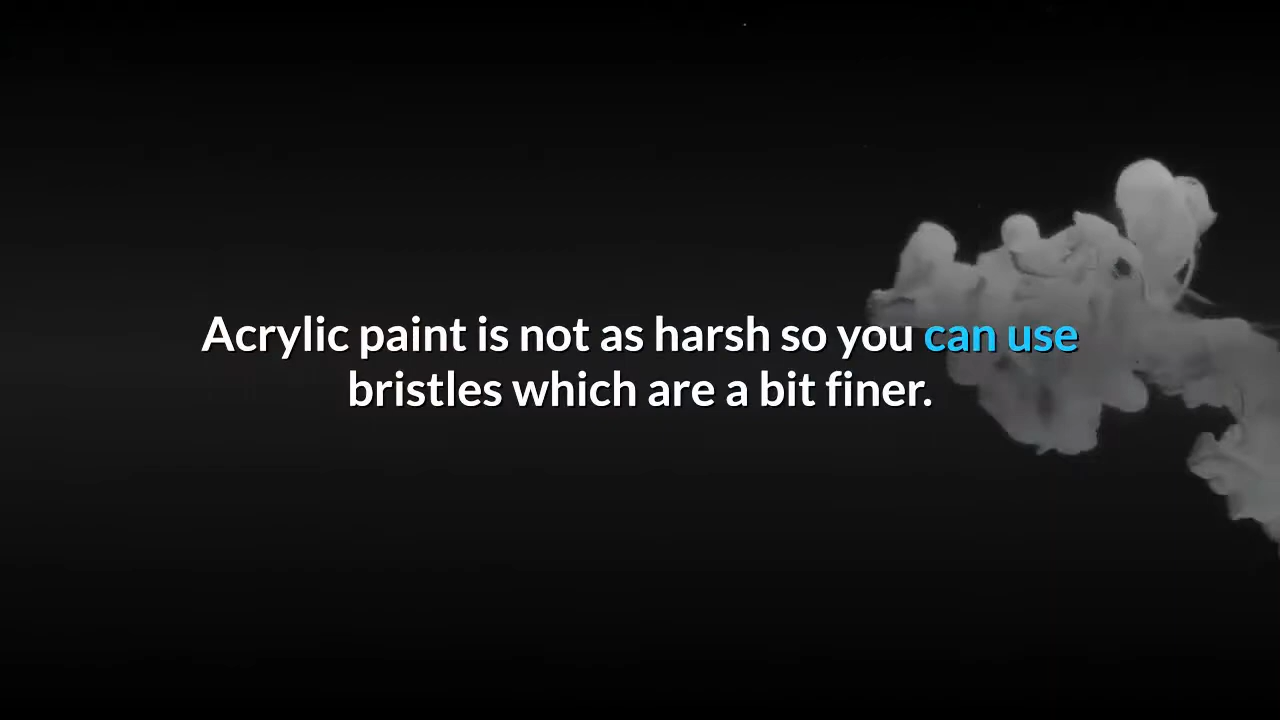 Acrylic paint is not as harsh so you can use
bristles which are a bit finer.